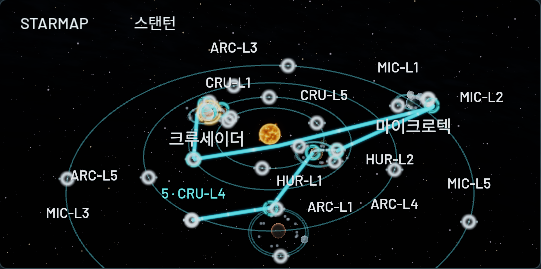 STARMAP 스탠턴
ARC-L3
MIC-L1
CRU-L1
CRU-L5
MIC-L2
마이크로텍
크루세이더
HUR-L2
ARC-L5
HUR-L1
MIC-L5
5·CRU-L4
MIC-L3
ARC-L1
ARC-L4